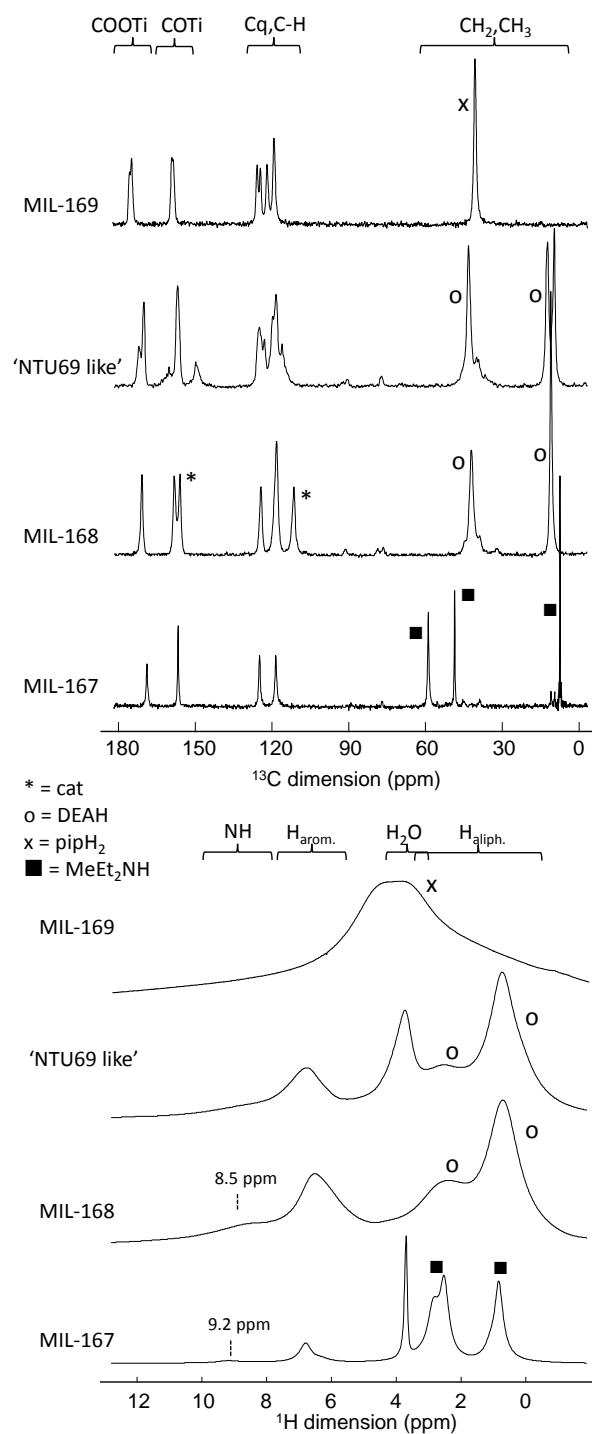 COOTi COTi Cq,C-H CH₂,CH₃
x
MIL-169
o o
'NTU69 like'
o o
* *
MIL-168
■ ■ ■
MIL-167
180 150 120 90 60 30 0
¹³C dimension (ppm)
* = cat
o = DEAH
x = pipH₂
■ = MeEt₂NH
NH H arom. H₂O H aliph.
x
MIL-169
o o
'NTU69 like'
o o
8.5 ppm
MIL-168
■ ■
9.2 ppm
MIL-167
12 10 8 6 4 2 0
¹H dimension (ppm)